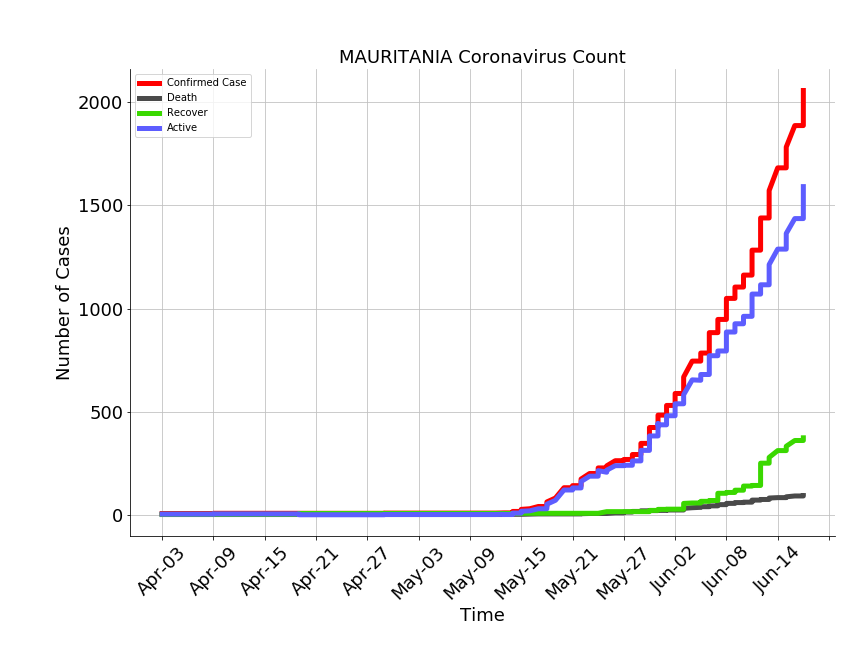 MAURITANIA Coronavirus Count
Confirmed Case
Death
Recover
Active
2000
1500
1000
500
0
Number of Cases
Apr-03
Apr-09
Apr-15
Apr-21
Apr-27
May-03
May-09
May-15
May-21
May-27
Jun-02
Jun-08
Jun-14
Time